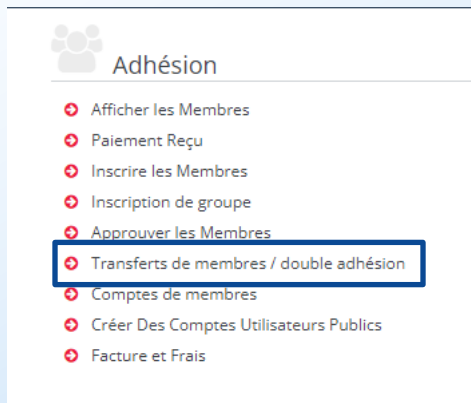 Adhésion
Afficher les Membres
Paiement Reçu
Inscrire les Membres
Inscription de groupe
Approuver les Membres
Transferts de membres / double adhésion
Comptes de membres
Créer Des Comptes Utilisateurs Publics
Facture et Frais